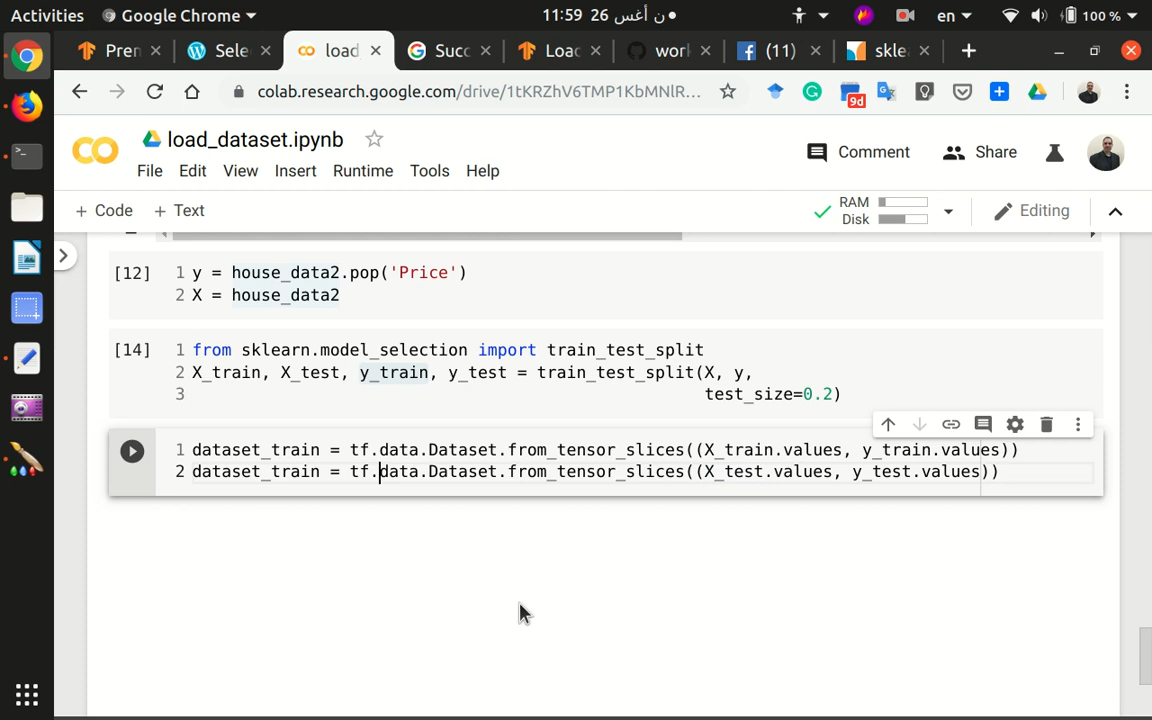 Activities Google Chrome ن أغس 26 11:59 en 100 %
Pren Sele load Succ Load work (11) skle
colab.research.google.com/drive/1tKRZhV6TMP1KbMNlR... 9d
load_dataset.ipynb
Comment Share
File Edit View Insert Runtime Tools Help
+ Code + Text RAM Disk Editing
[12] 1 y = house_data2.pop('Price')
2 X = house_data2
[14] 1 from sklearn.model_selection import train_test_split
2 X_train, X_test, y_train, y_test = train_test_split(X, y,
3 test_size=0.2)
1 dataset_train = tf.data.Dataset.from_tensor_slices((X_train.values, y_train.values))
2 dataset_train = tf.data.Dataset.from_tensor_slices((X_test.values, y_test.values))